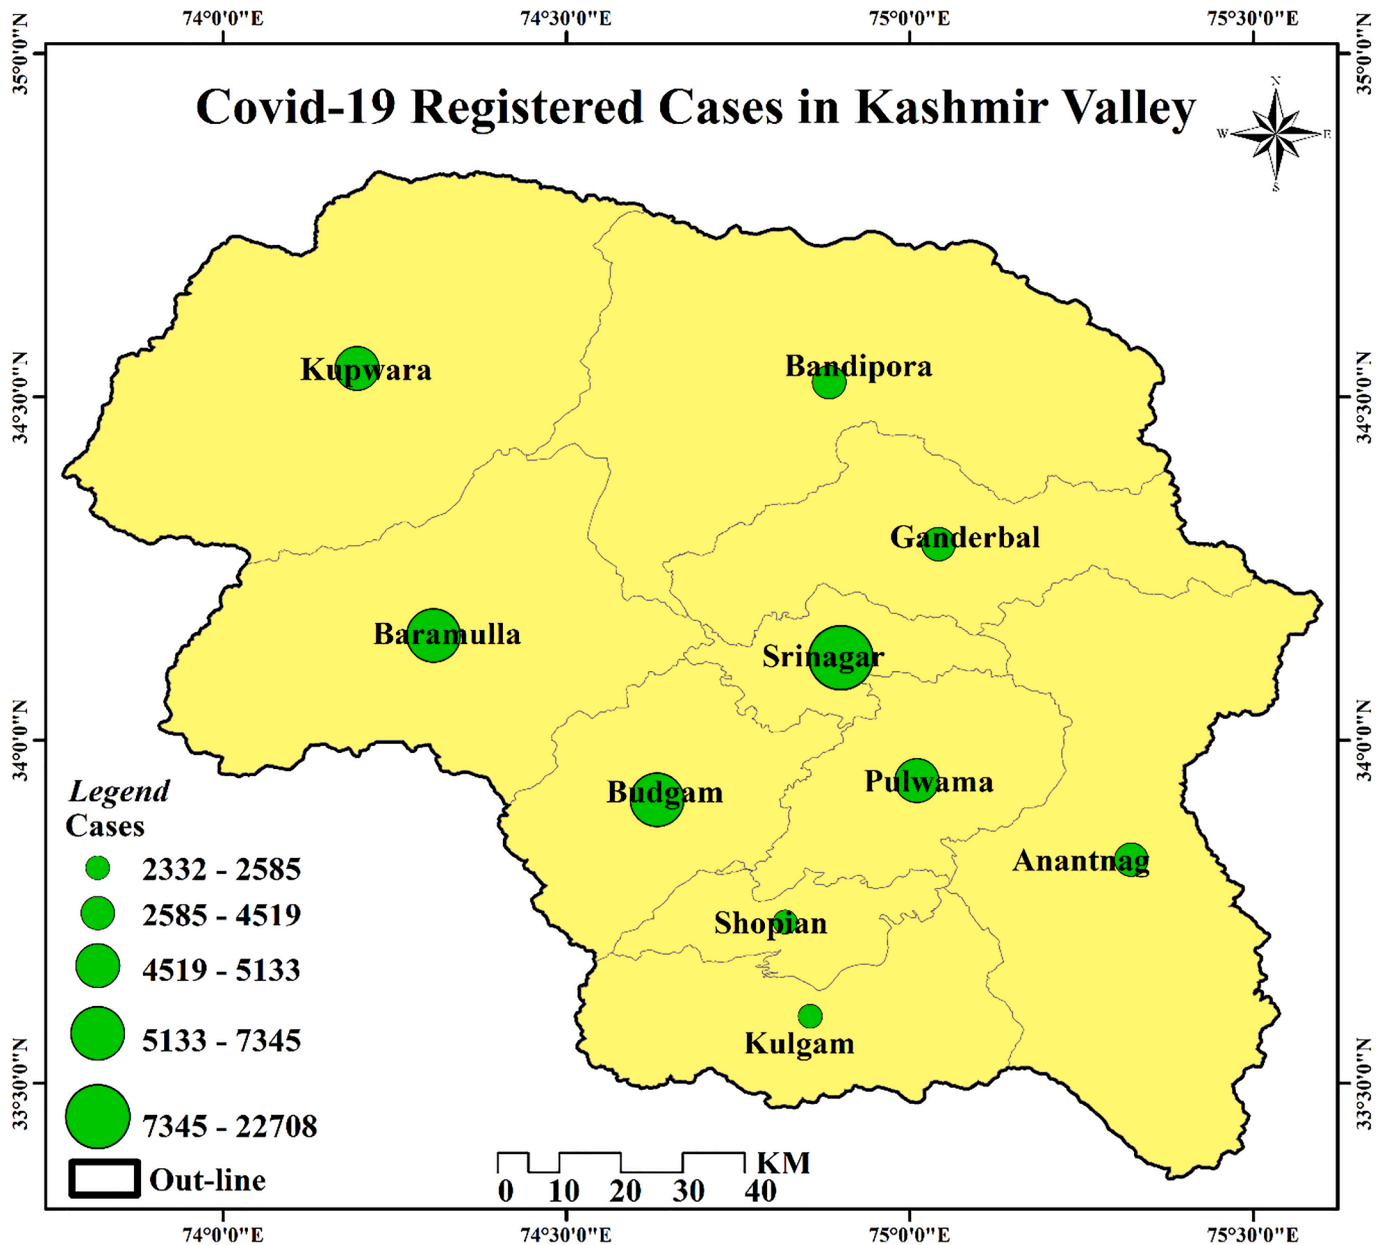 74°0'0"E 74°30'0"E 75°0'0"E 75°30'0"E
35°0'0"N 35°0'0"N
Covid-19 Registered Cases in Kashmir Valley
N
W E
S
Kupwara
Bandipora
34°30'0"N 34°30'0"N
Ganderbal
Baramulla
Srinagar
34°0'0"N 34°0'0"N
Budgam
Pulwama
Anantnag
Shopian
Kulgam
Legend
Cases
2332 - 2585
2585 - 4519
4519 - 5133
5133 - 7345
7345 - 22708
Out-line
33°30'0"N 33°30'0"N
KM
0 10 20 30 40
74°0'0"E 74°30'0"E 75°0'0"E 75°30'0"E